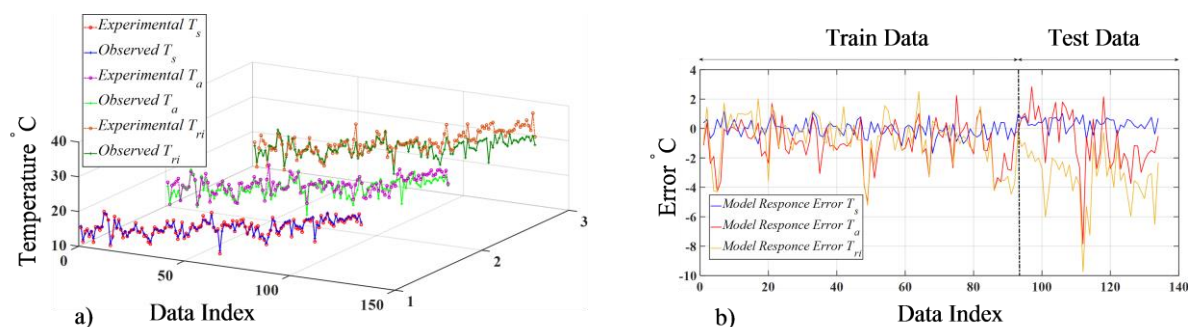 Experimental T_s
Observed T_s
Experimental T_a
Observed T_a
Experimental T_ri
Observed T_ri
Temperature °C
40
30
20
10
0
50
100
150
1
2
3
a) Data Index
Train Data Test Data
Error °C
4
2
0
-2
-4
-6
-8
-10
Model Responce Error T_s
Model Responce Error T_a
Model Responce Error T_ri
0 20 40 60 80 100 120 140
Data Index b)